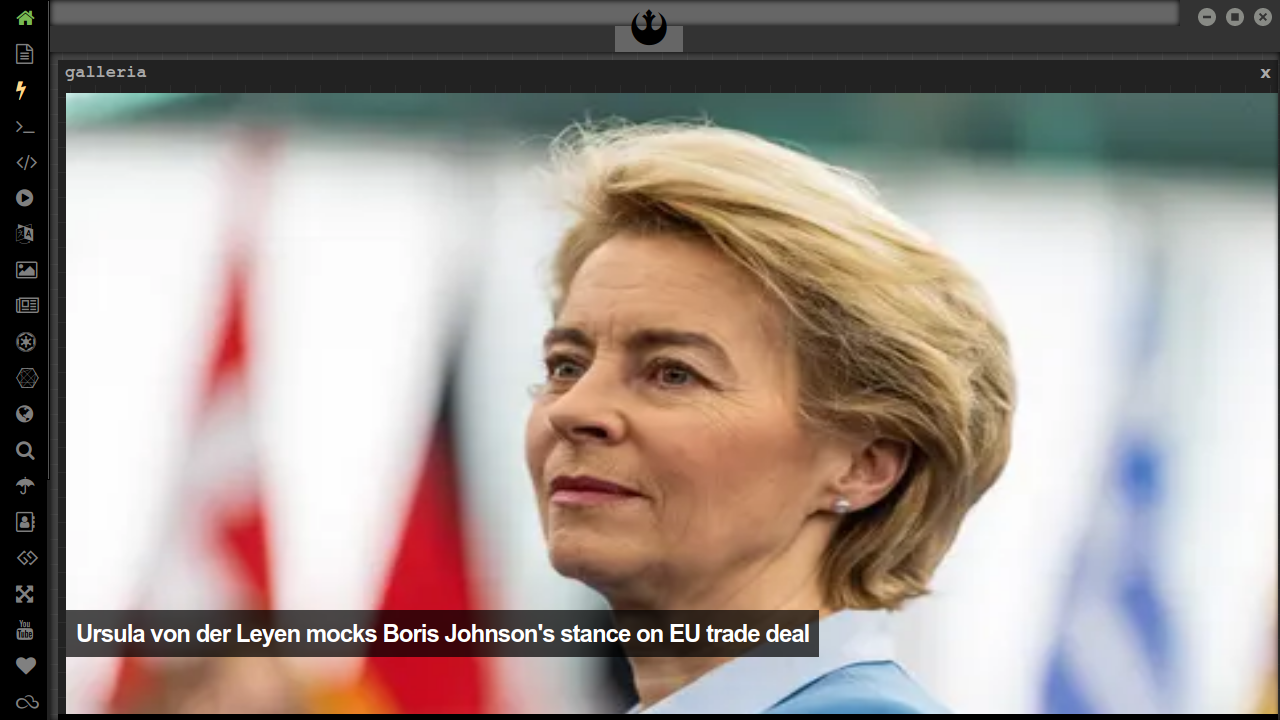 galleria
x
Ursula von der Leyen mocks Boris Johnson's stance on EU trade deal
You
Tube